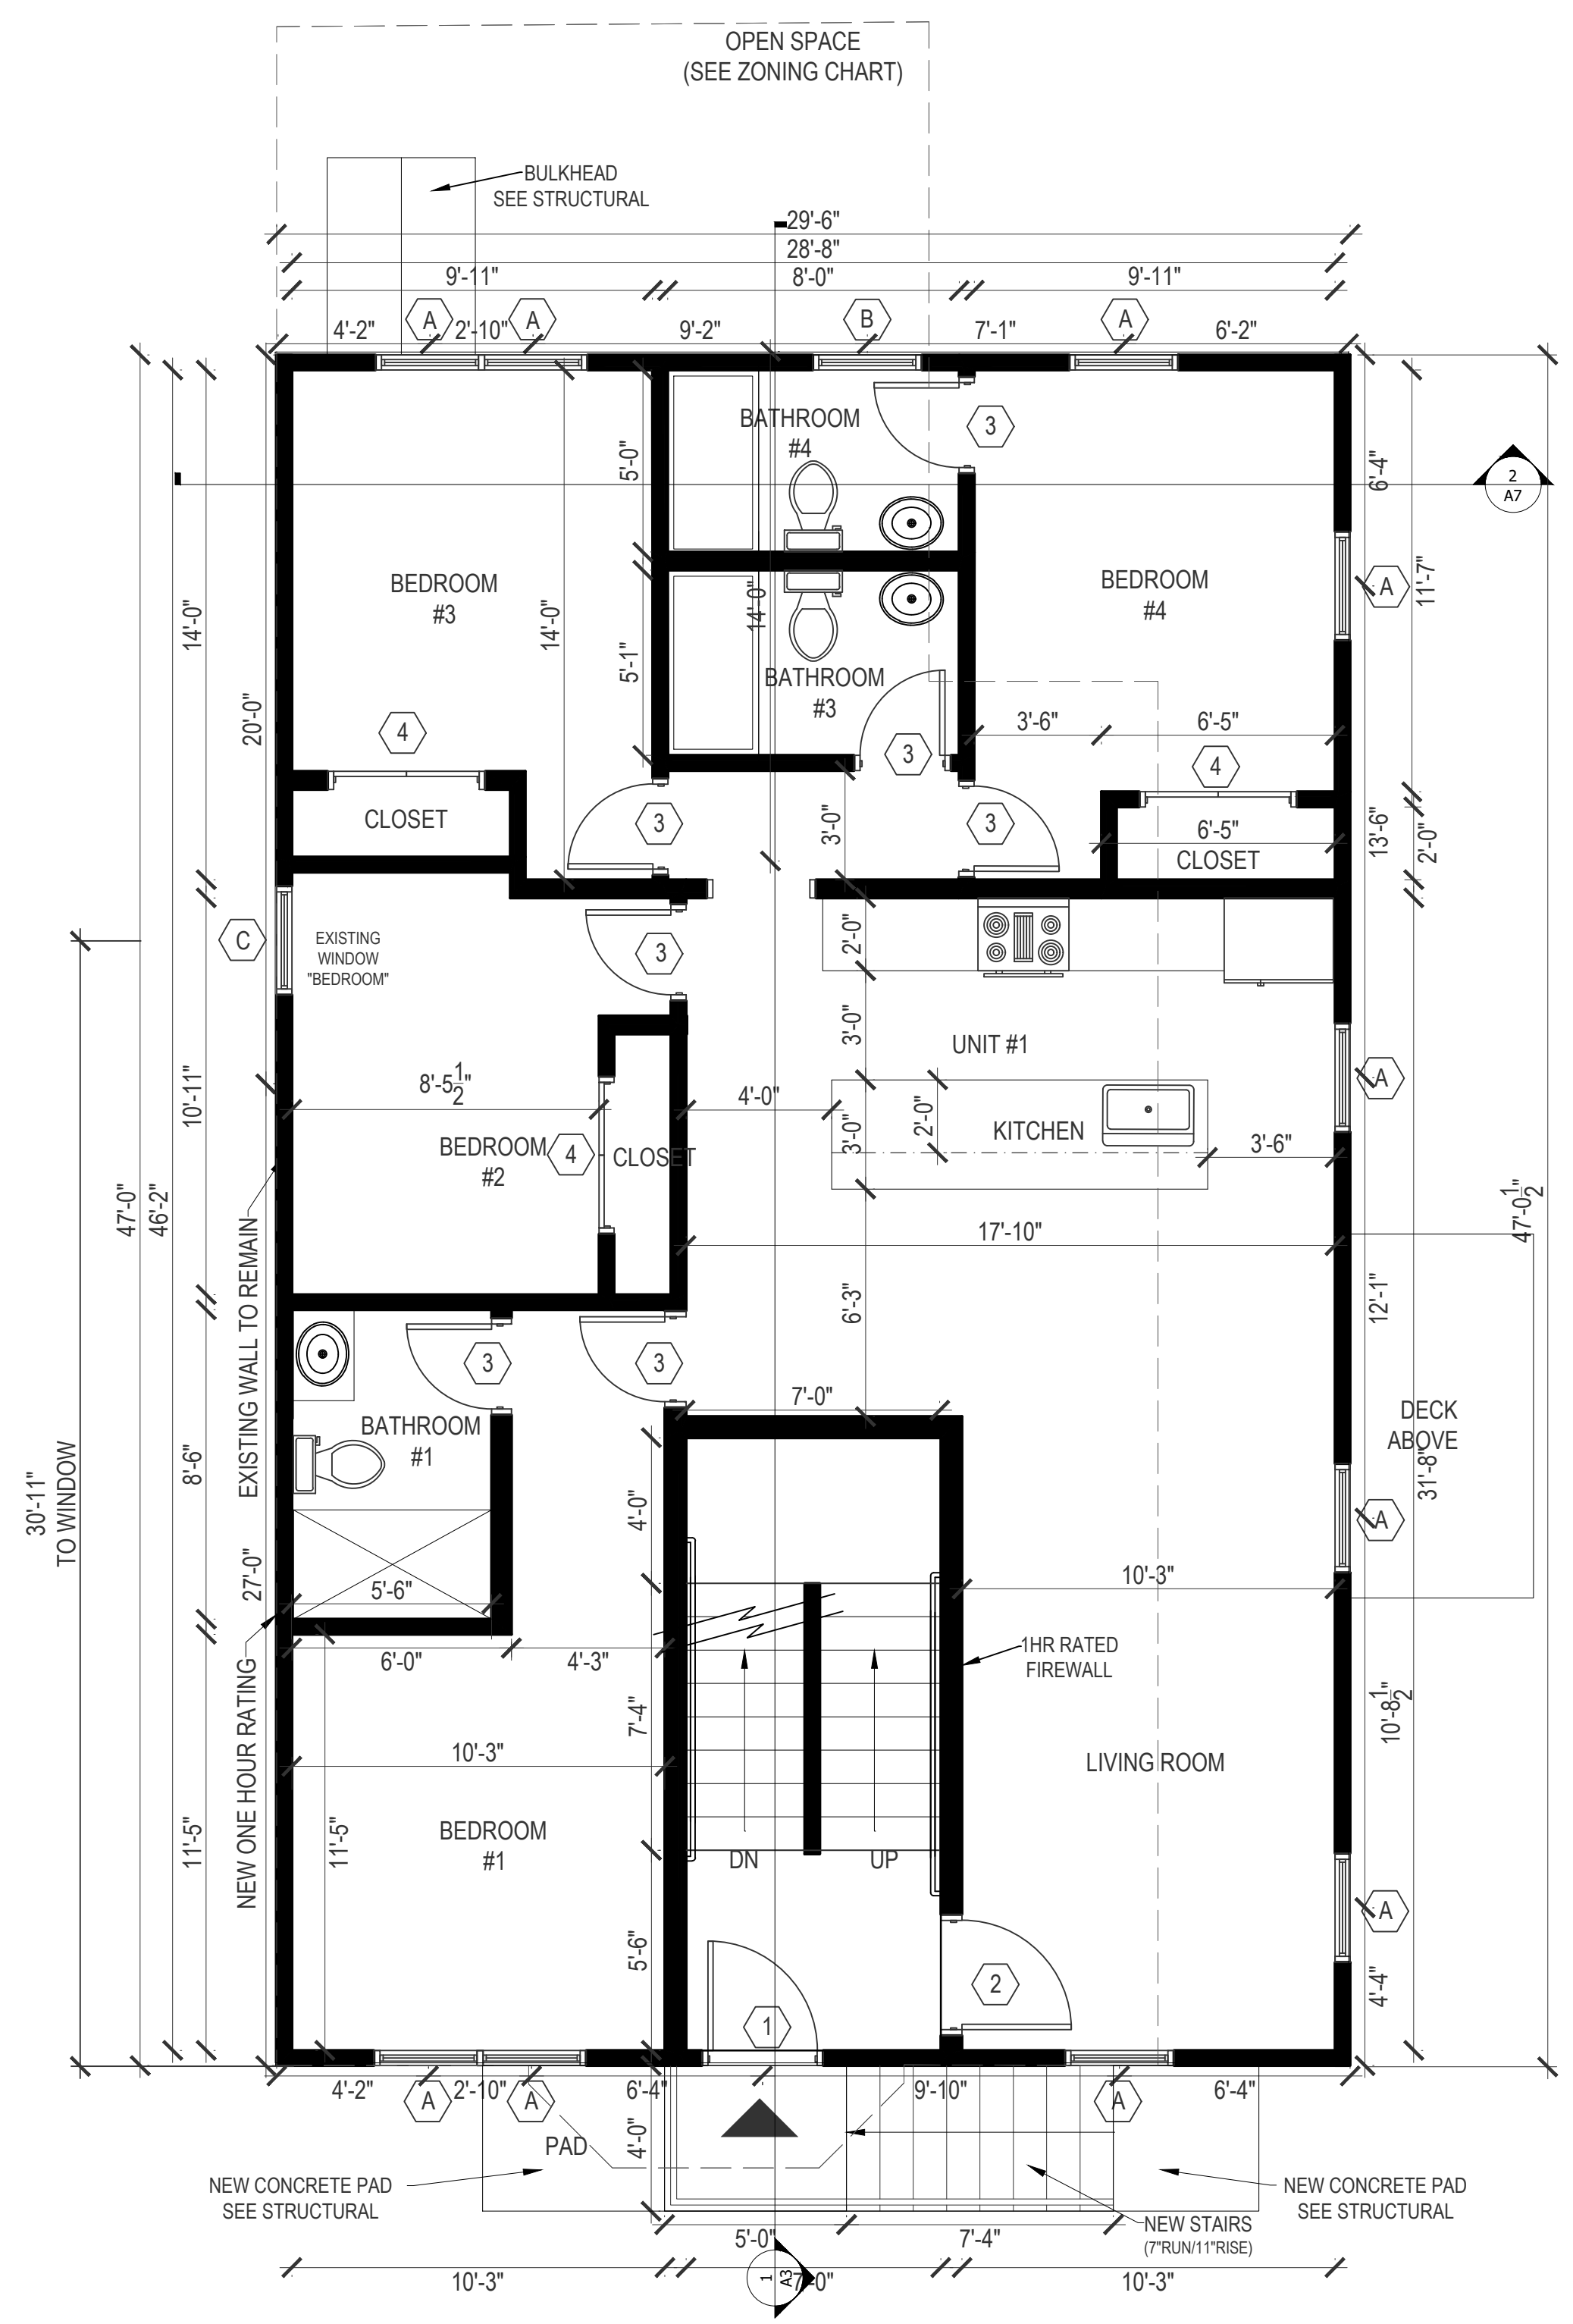 OPEN SPACE
(SEE ZONING CHART)
BULKHEAD
SEE STRUCTURAL
29'-6"
28'-8"
9'-11" 8'-0" 9'-11"
A A B A
4'-2" 2'-10" 9'-2" 7'-1" 6'-2"
BATHROOM
#4
3
5'-0"
6'-4"
2
A7
BEDROOM
#3
14'-0"
14'-0"
14'-0"
5'-1"
BEDROOM
#4
A
11'-7"
BATHROOM
#3
20'-0"
4
3
3'-6" 6'-5"
4
CLOSET
3
3'-0"
3
6'-5"
CLOSET
13'-6"
2'-0"
C
EXISTING
WINDOW
"BEDROOM"
3
2'-0"
3'-0"
UNIT #1
A
10'-11"
8'-5 1/2"
4'-0"
2'-0"
3'-0"
KITCHEN
3'-6"
BEDROOM
#2
4
CLOSET
47'-0"
46'-2"
47'-0 1/2"
17'-10"
EXISTING WALL TO REMAIN
6'-3"
12'-1"
3
3
7'-0"
BATHROOM
#1
DECK
ABOVE
8'-6"
31'-8"
30'-11"
TO WINDOW
4'-0"
A
27'-0"
5'-6"
10'-3"
6'-0" 4'-3"
1HR RATED
FIREWALL
NEW ONE HOUR RATING
7'-4"
10'-8 1/2"
10'-3"
LIVING ROOM
BEDROOM
#1
11'-5"
11'-5"
DN UP
A
5'-6"
2
4'-4"
1
4'-2" 2'-10" 6'-4" 9'-10" 6'-4"
A A A
PAD
4'-0"
NEW CONCRETE PAD
SEE STRUCTURAL
NEW CONCRETE PAD
SEE STRUCTURAL
NEW STAIRS
(7"RUN/11"RISE)
5'-0" 7'-4"
1
A3
10'-3" 7'-0" 10'-3"